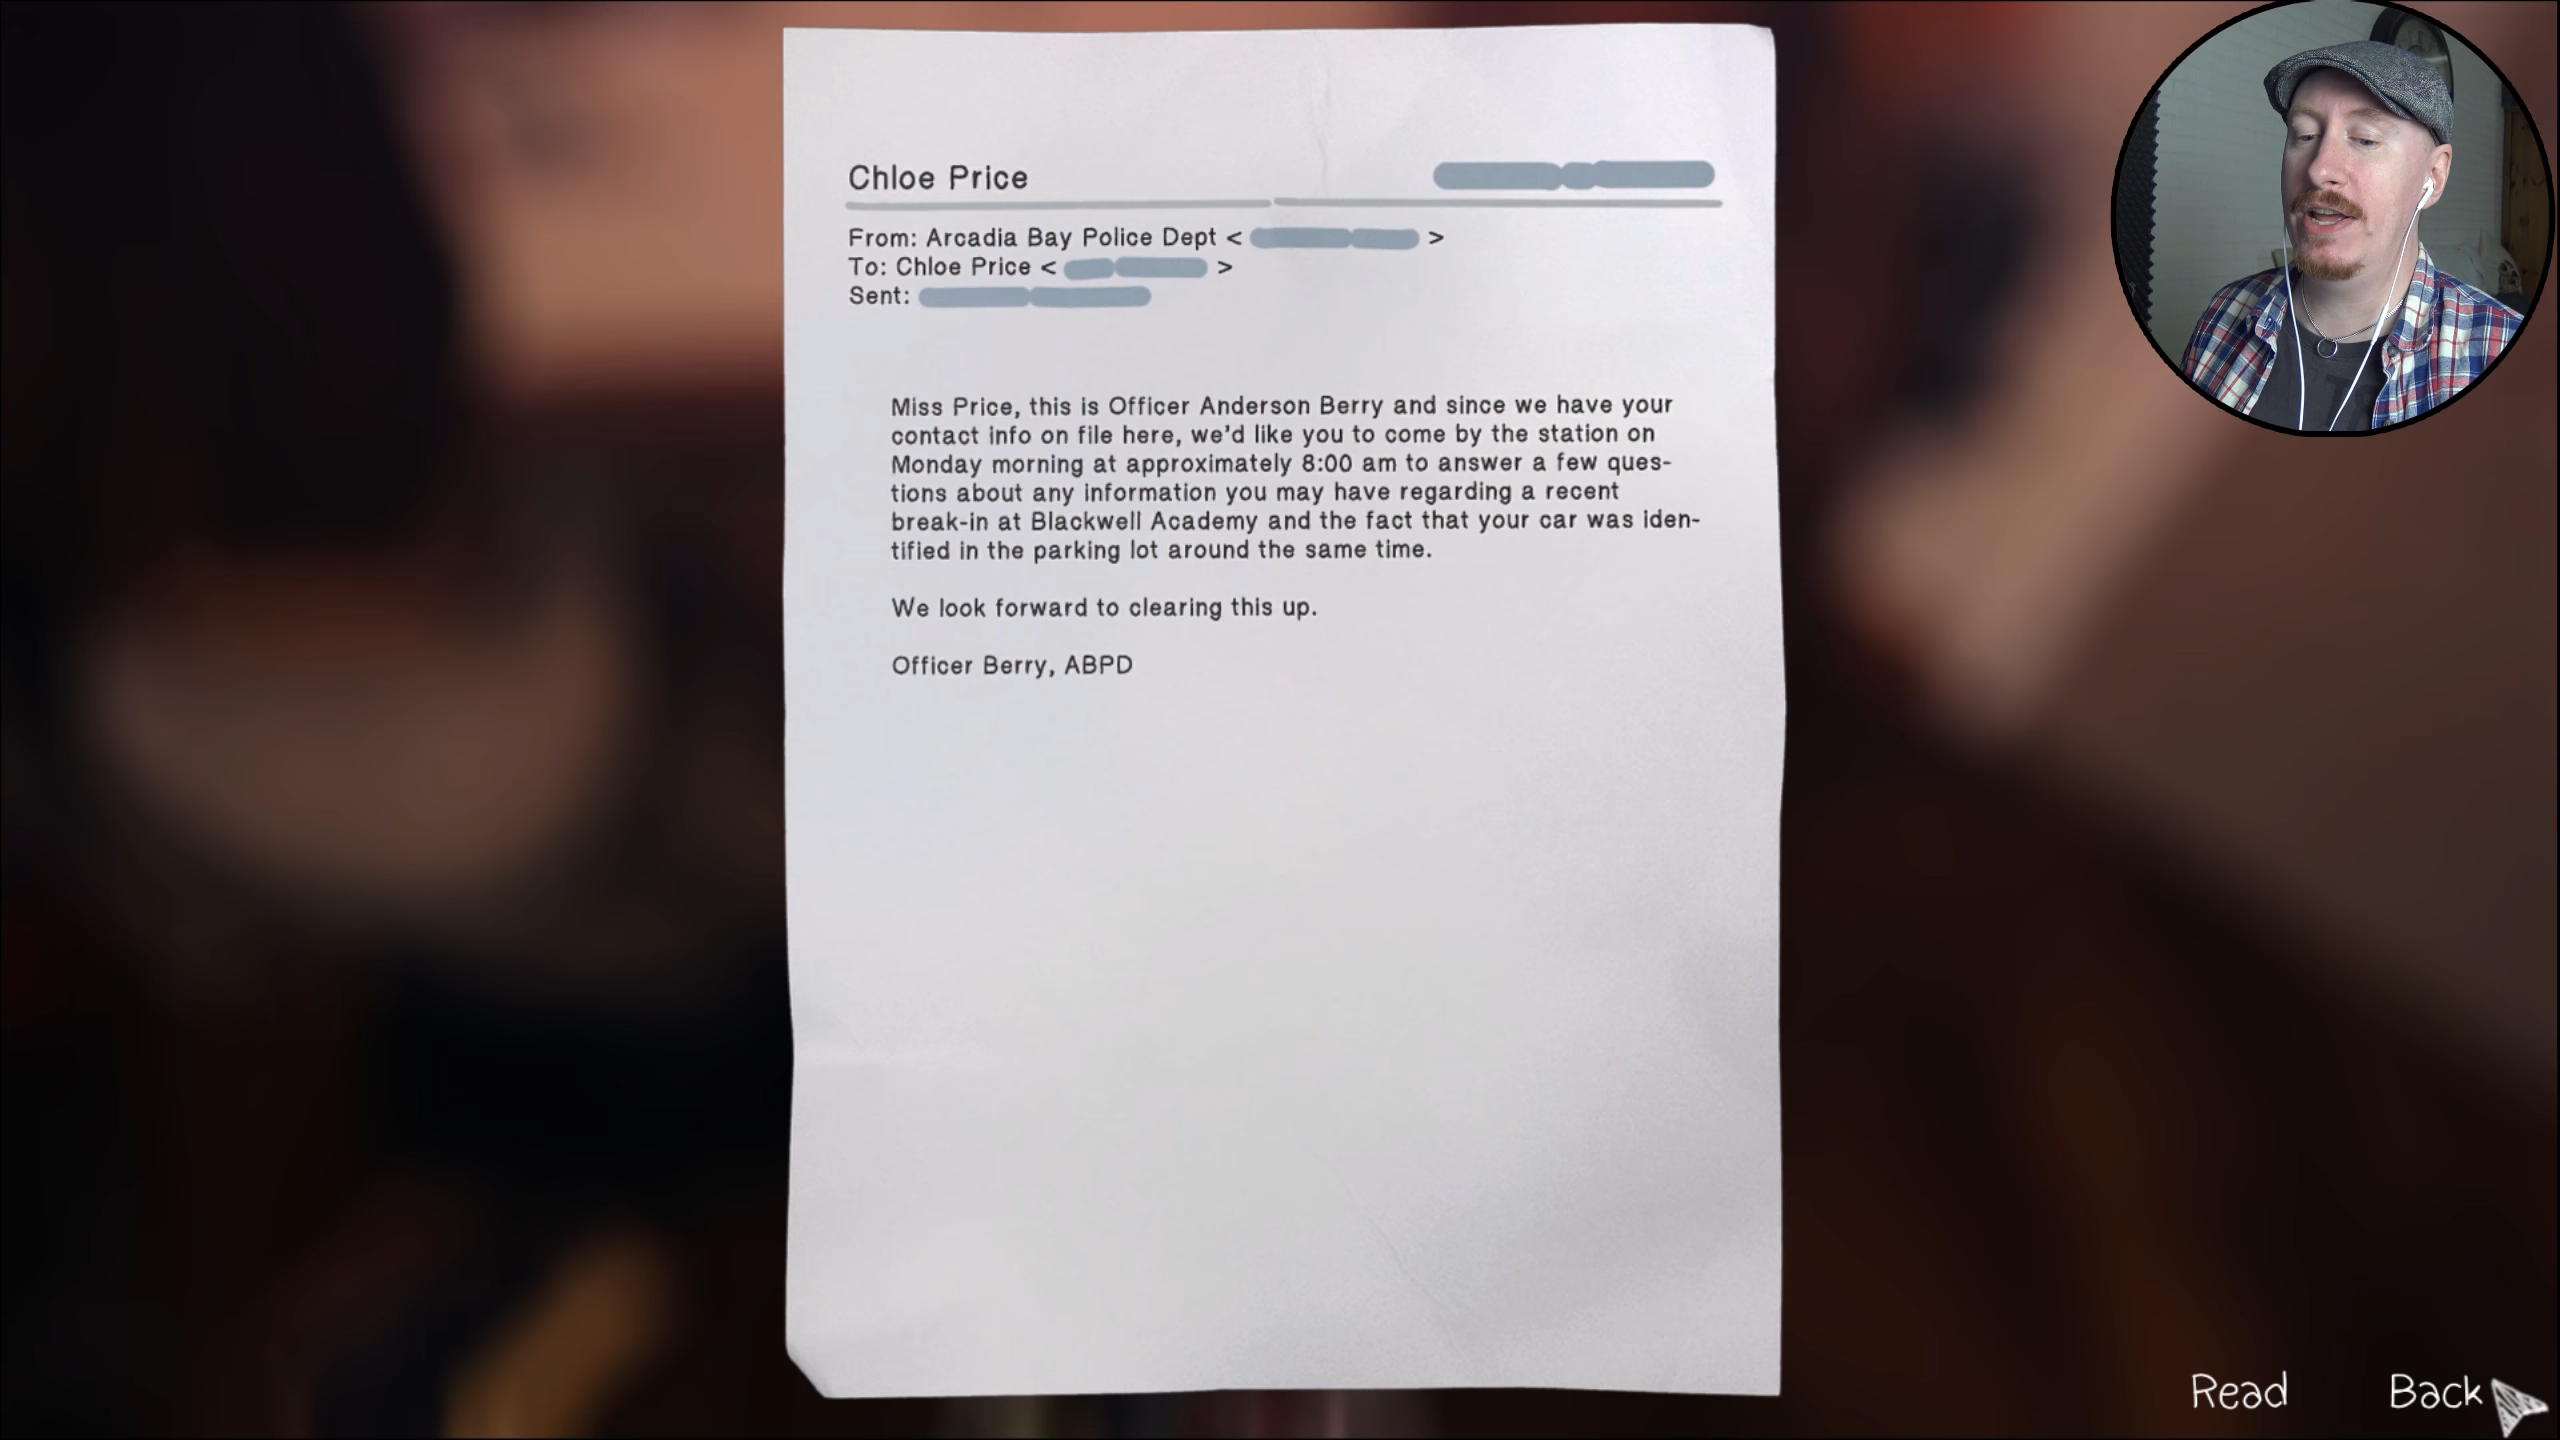 Chloe Price
From: Arcadia Bay Police Dept < >
To: Chloe Price < >
Sent:
Miss Price, this is Officer Anderson Berry and since we have your
contact info on file here, we'd like you to come by the station on
Monday morning at approximately 8:00 am to answer a few ques-
tions about any information you may have regarding a recent
break-in at Blackwell Academy and the fact that your car was iden-
tified in the parking lot around the same time.
We look forward to clearing this up.
Officer Berry, ABPD
Read Back